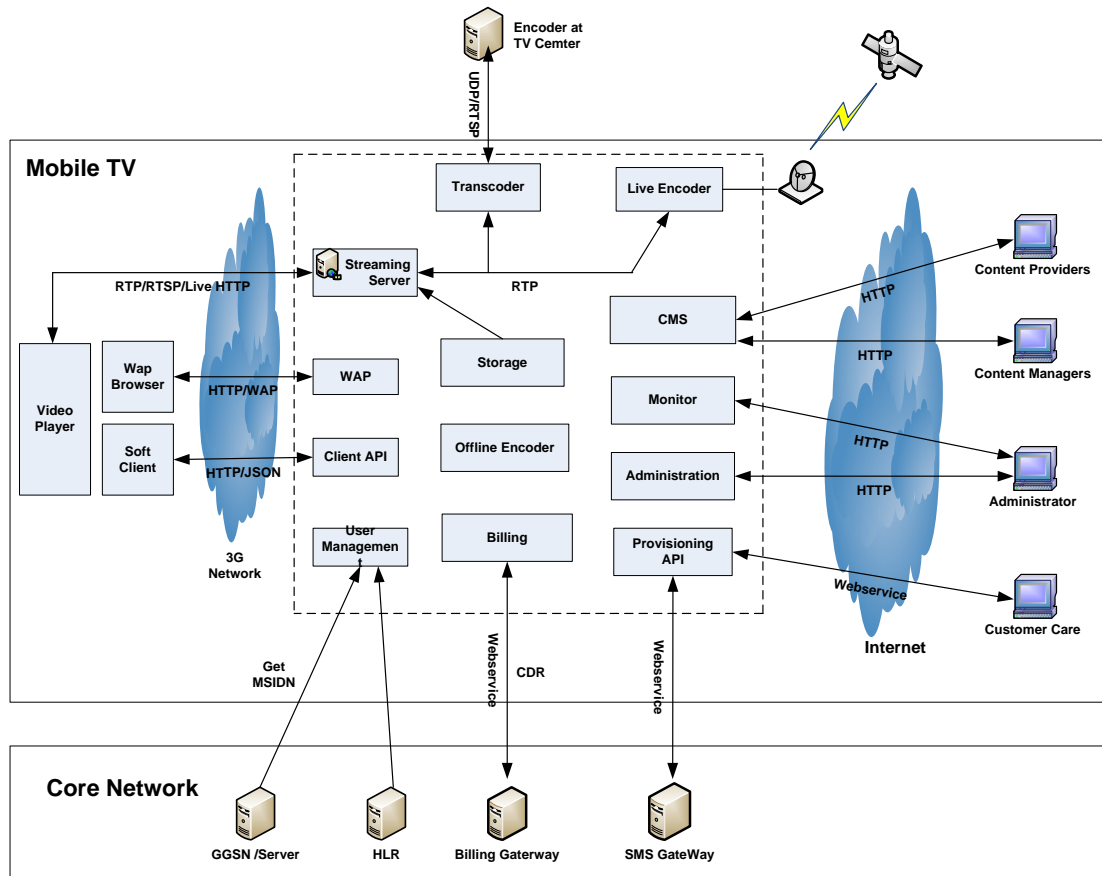 Encoder at
TV Cemter
UDP/RTSP
Mobile TV
Transcoder
Live Encoder
Streaming
Server
RTP/RTSP/Live HTTP
RTP
Content Providers
HTTP
CMS
HTTP
Content Managers
Video
Player
Wap
Browser
HTTP/WAP
WAP
Storage
Monitor
HTTP
Soft
Client
HTTP/JSON
Client API
Offline Encoder
Administration
HTTP
Administrator
3G
Network
User
Managemen
t
Billing
Provisioning
API
Webservice
Customer Care
Internet
Get
MSIDN
Webservice
CDR
Webservice
Core Network
GGSN /Server
HLR
Billing Gaterway
SMS GateWay